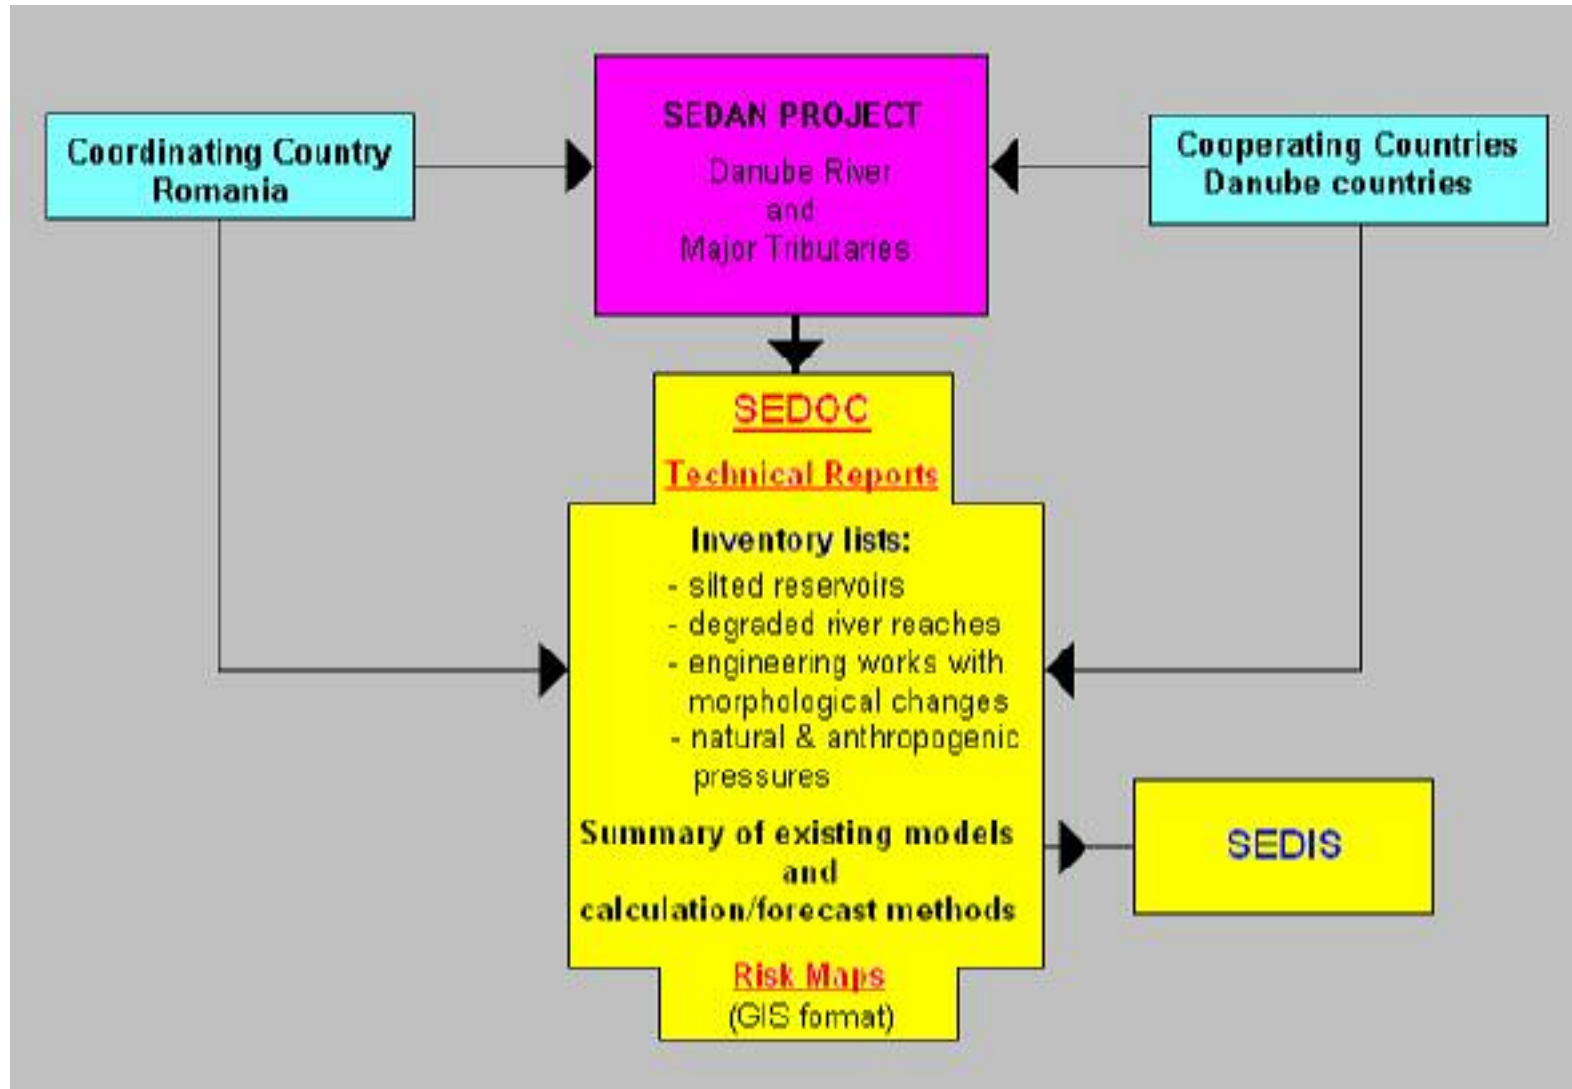 SEDAN PROJECT
Danube River
and
Major Tributaries
Coordinating Country
Romania
Cooperating Countries
Danube countries
SEDOC
Technical Reports
Inventory lists:
- silted reservoirs
- degraded river reaches
- engineering works with
morphological changes
- natural & anthropogenic
pressures
Summary of existing models
and
calculation/forecast methods
Risk Maps
(GIS format)
SEDIS